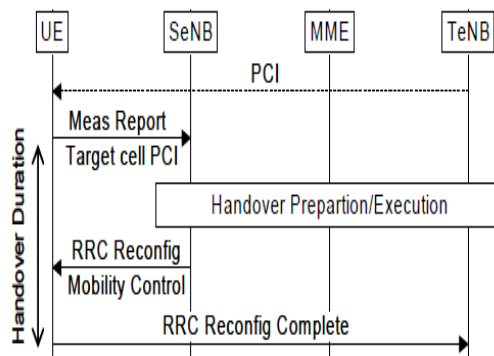 UE SeNB MME TeNB
PCI
Meas Report
Target cell PCI
Handover Prepartion/Execution
RRC Reconfig
Mobility Control
RRC Reconfig Complete
Handover Duration